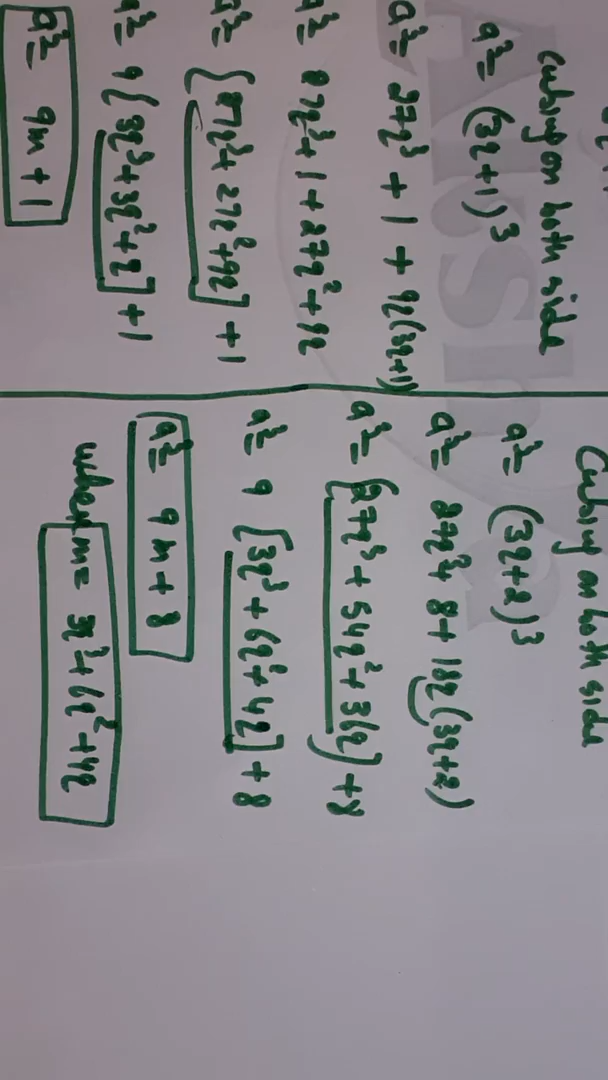 cubing on both side
a³= (3q+1)³
a³= 27q³ + 1 + 9q(3q+1)
a³= 27q³+1+27q²+9q
a³= [27q³+27q²+9q]+1
a³= 9[3q³+3q²+q]+1
a³= 9m+1
Cubing on both side
a³= (3q+2)³
a³= 27q³+ 8+ 18q(3q+2)
a³= [27q³+54q²+36q]+8
a³= 9 [3q³+6q²+4q]+8
a³= 9m+8
when m= 3q³+6q²+4q